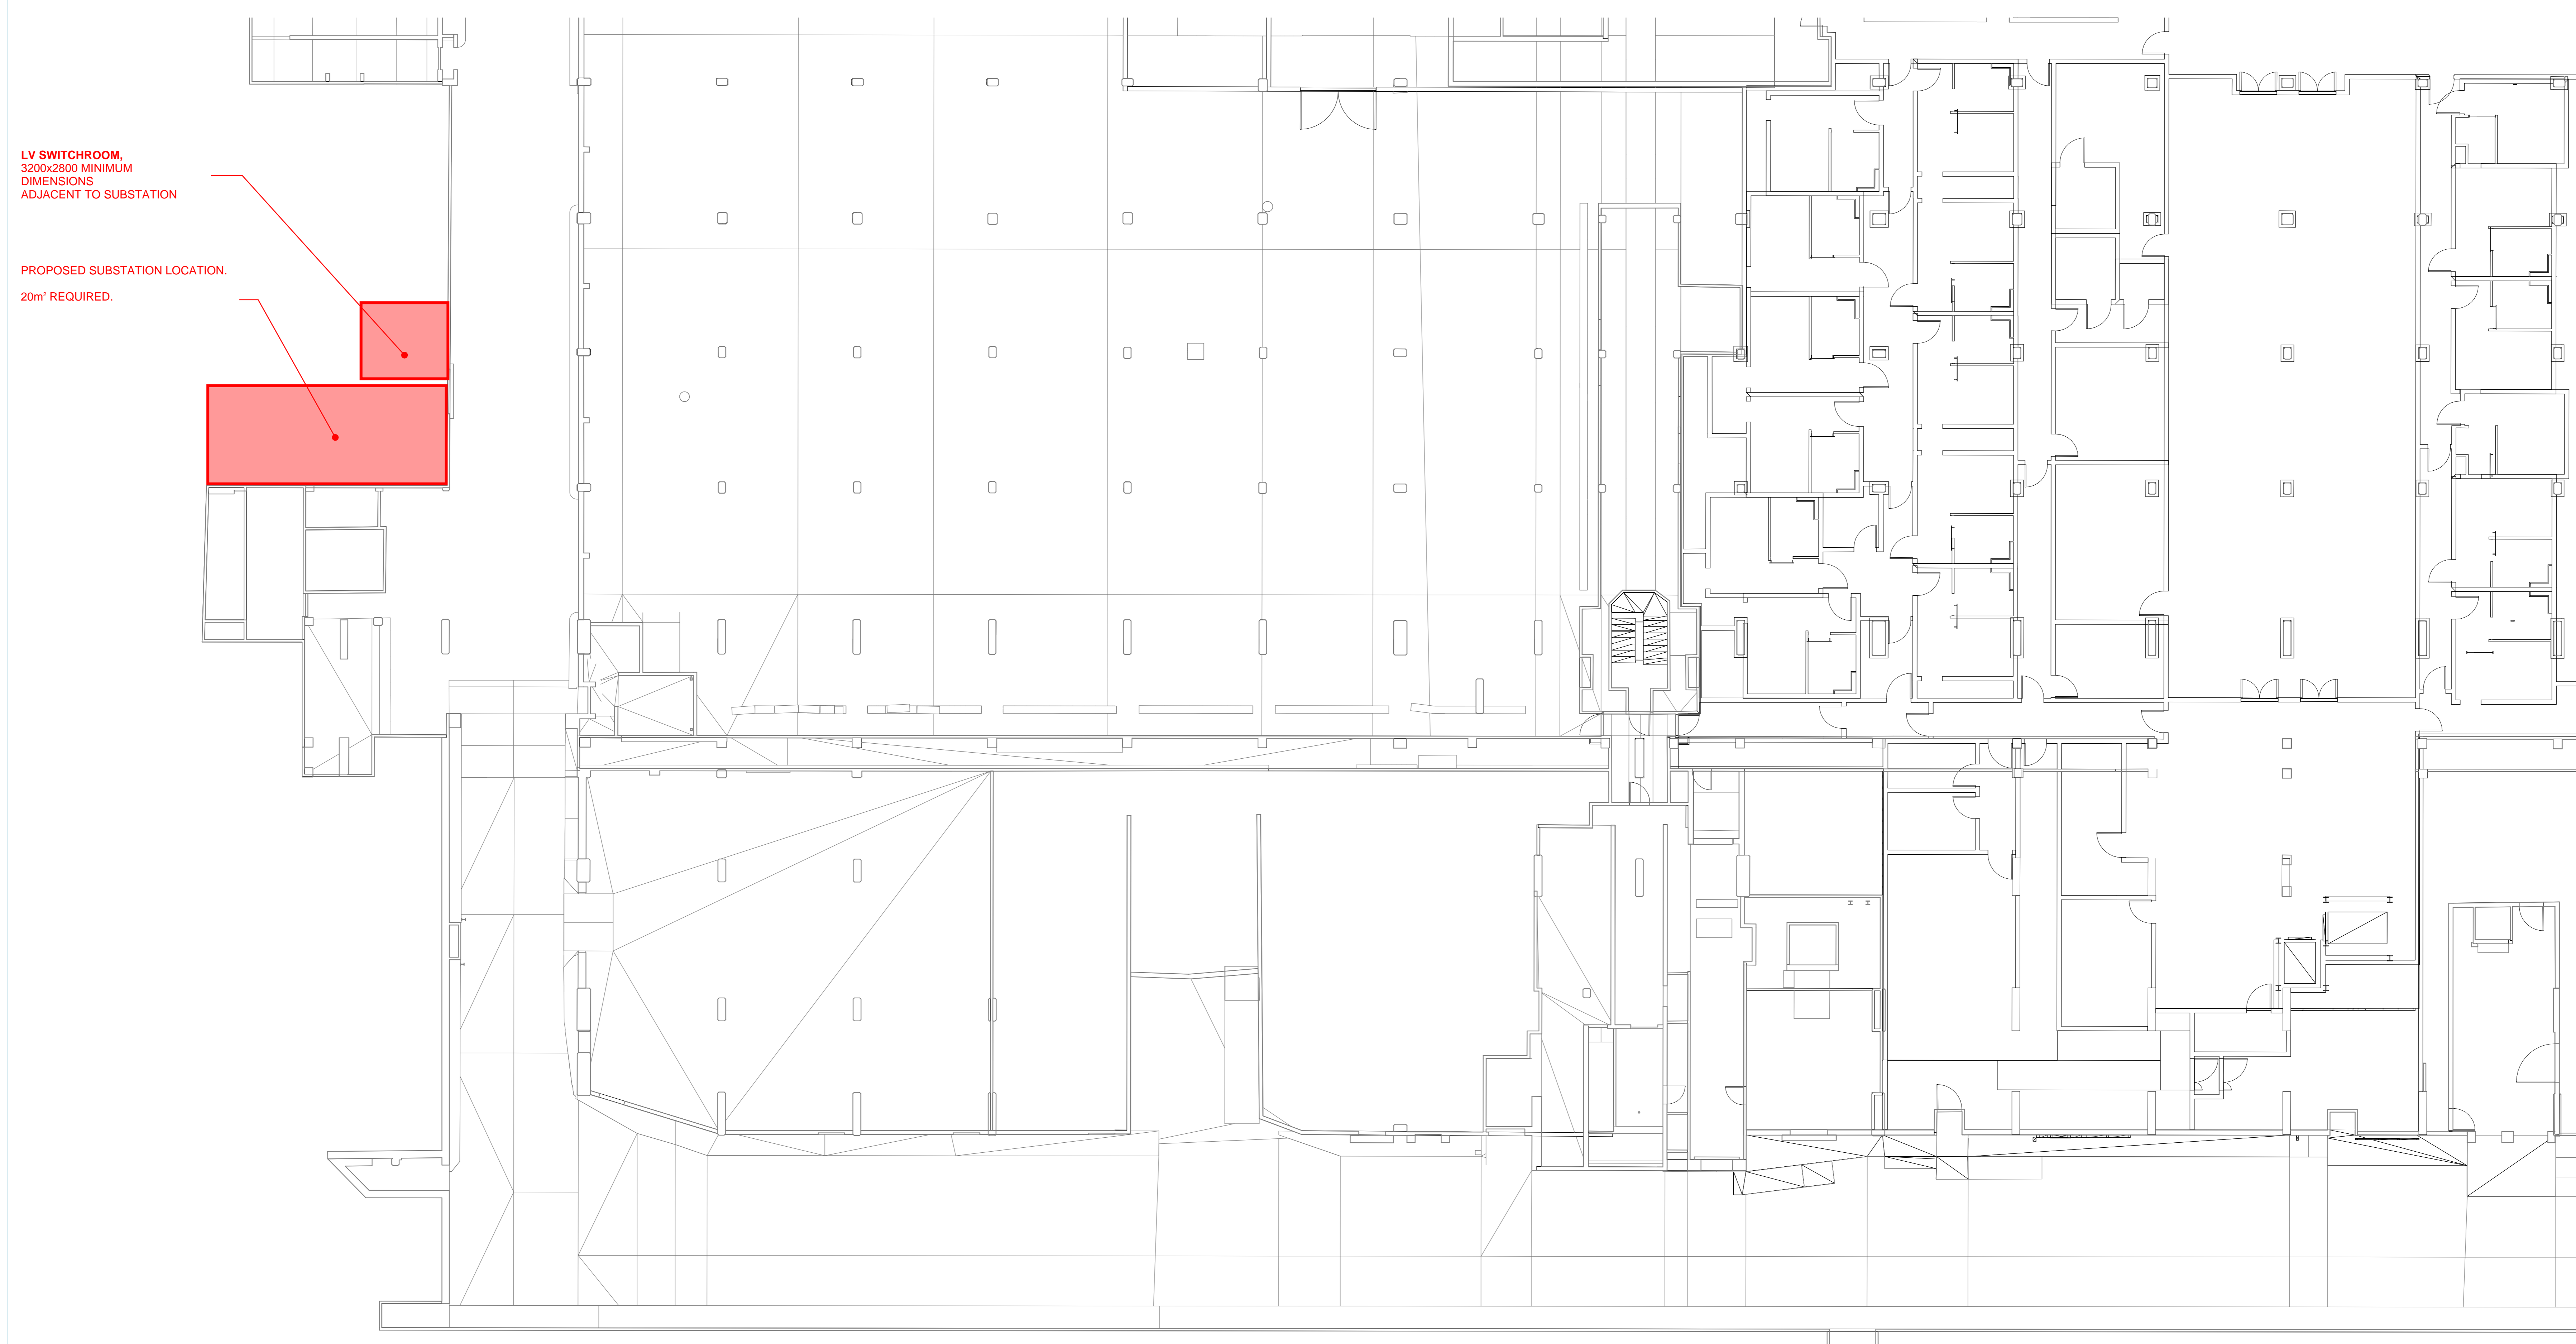 LV SWITCHROOM,
3200x2800 MINIMUM
DIMENSIONS
ADJACENT TO SUBSTATION
PROPOSED SUBSTATION LOCATION.
20m² REQUIRED.